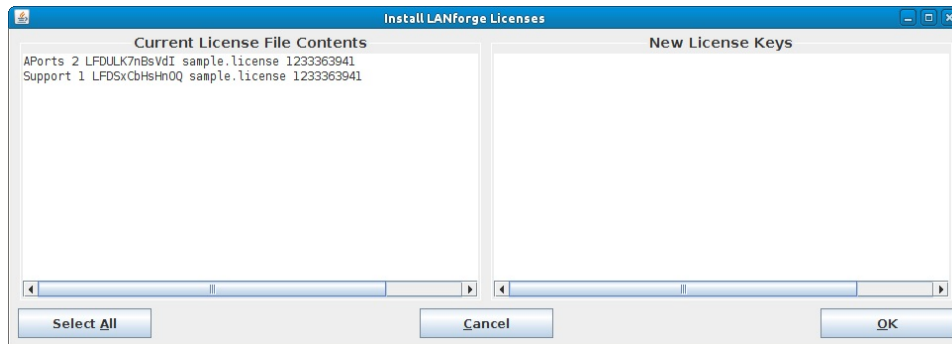 Install LANforge Licenses
Current License File Contents
APorts 2 LFDULK7nBsVdI sample.license 1233363941
Support 1 LFDSxCbHsHnOQ sample.license 1233363941
New License Keys
Select All
Cancel
OK